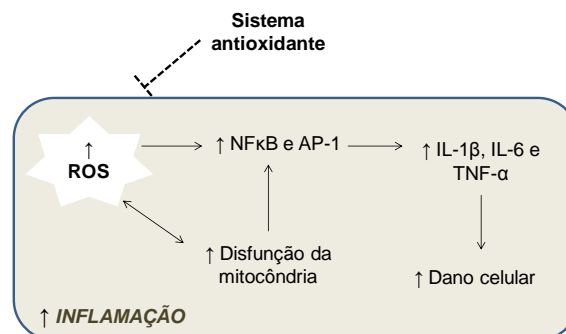 Sistema
antioxidante
↑
ROS
↑ NFκB e AP-1
↑ IL-1β, IL-6 e
TNF-α
↑ Disfunção da
mitocôndria
↑ Dano celular
↑ INFLAMAÇÃO